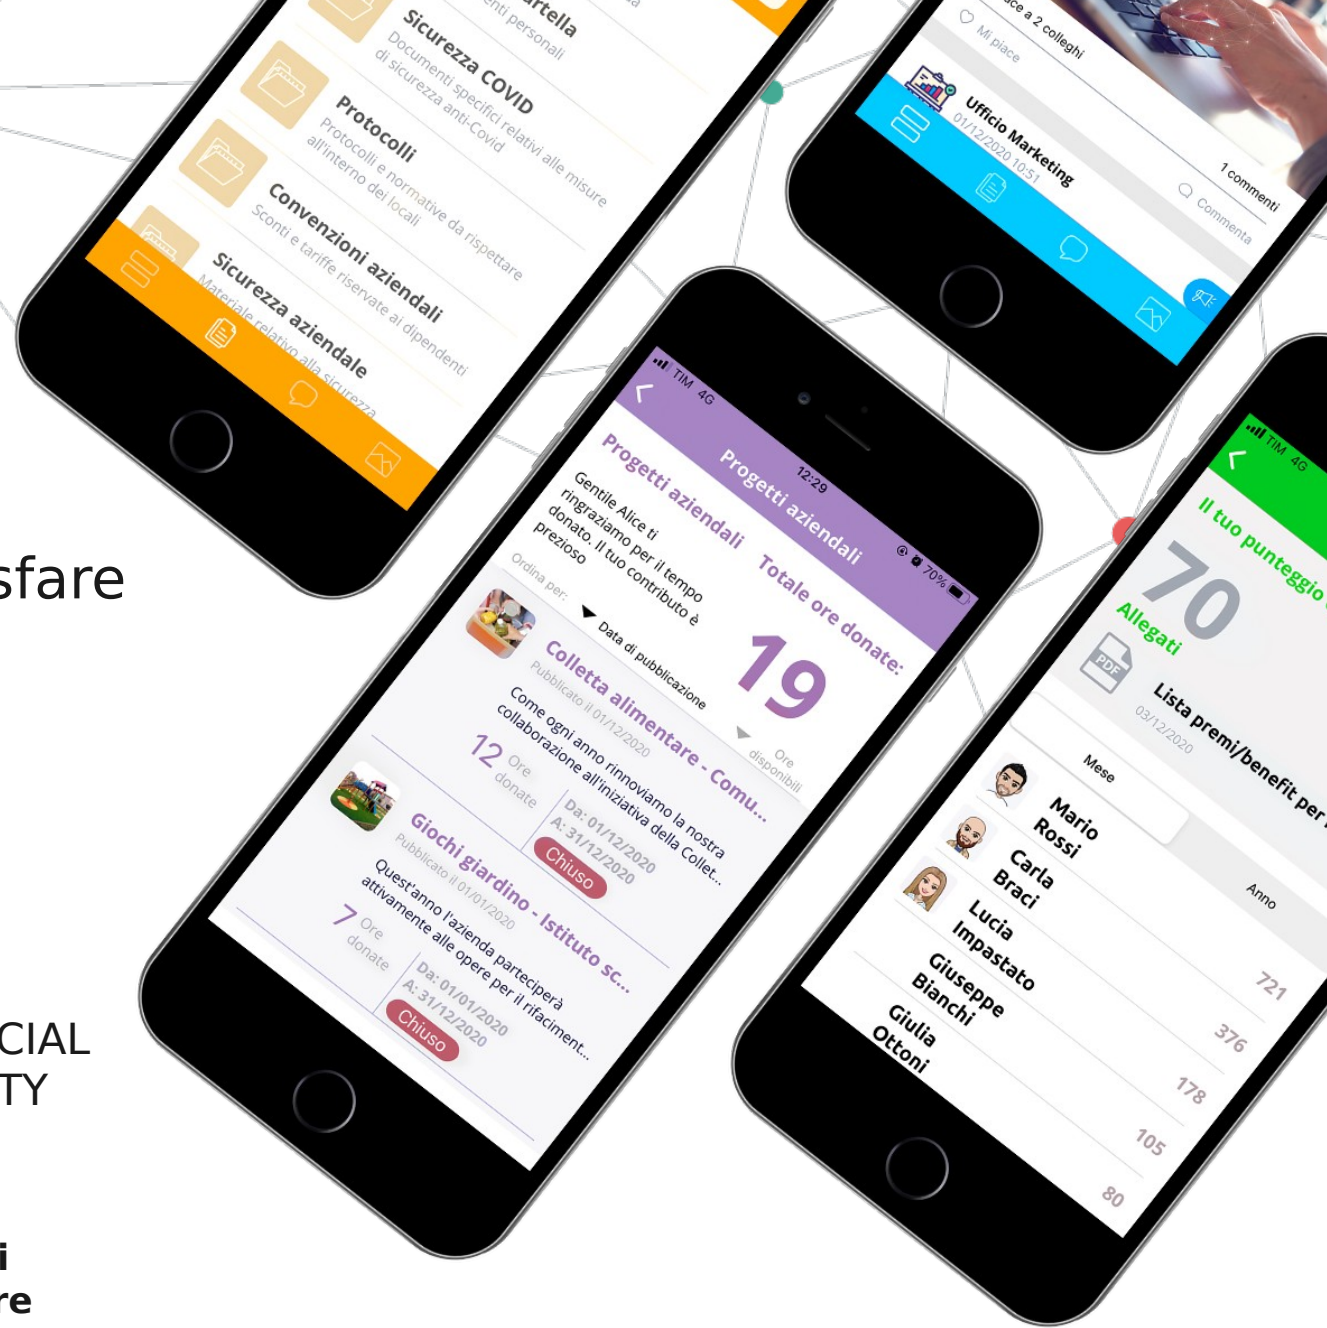 artella
Sicurezza COVID
Documenti specifici relativi alle misure
di sicurezza anti-Covid
Protocolli
Protocolli e normative da rispettare
all'interno dei locali
Convenzioni aziendali
Sconti e tariffe riservate ai dipendenti
Sicurezza aziendale
Materiale relativo alla sicurezza
ace a 2 colleghi
1 commenti
Mi piace
Commenta
Ufficio Marketing
01/12/2020 10:51
sfare
CIAL
TY
i
re
TIM 4G
12:29
70%
Progetti aziendali
Progetti aziendali
Gentile Alice ti
ringraziamo per il tempo
donato. Il tuo contributo è
prezioso
Totale ore donate:
19
Ordina per:
Data di pubblicazione
Ore
disponibili
Colletta alimentare - Comu...
Pubblicato il 01/12/2020
Come ogni anno rinnoviamo la nostra
collaborazione all'iniziativa della Collet...
12 Ore
donate
Da: 01/12/2020
A: 31/12/2020
Chiuso
Giochi giardino - Istituto sc...
Pubblicato il 01/01/2020
Quest'anno l'azienda parteciperà
attivamente alle opere per il rifaciment...
7 Ore
donate
Da: 01/01/2020
A: 31/12/2020
Chiuso
TIM 4G
Il tuo punteggio
70
Allegati
PDF
Lista premi/benefit per
03/12/2020
Mese
Anno
Mario
Rossi
721
Carla
Braci
376
Lucia
Impastato
178
Giuseppe
Bianchi
105
Giulia
Ottoni
80